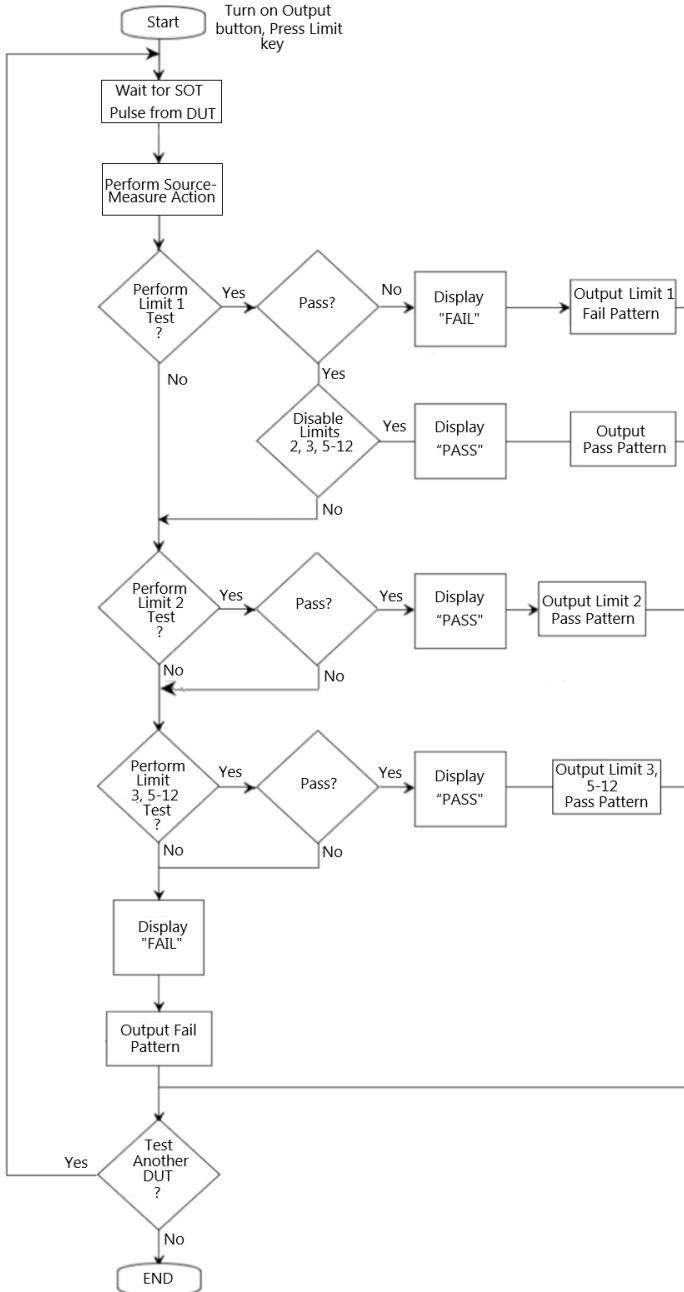 Start
Turn on Output
button, Press Limit
key
Wait for SOT
Pulse from DUT
Perform Source-
Measure Action
Perform
Limit 1
Test
?
Yes
Pass?
No
Display
"FAIL"
Output Limit 1
Fail Pattern
No
Yes
Disable
Limits
2, 3, 5-12
Yes
Display
“PASS"
Output
Pass Pattern
No
Perform
Limit 2
Test
?
Yes
Pass?
Yes
Display
“PASS"
Output Limit 2
Pass Pattern
No
No
Perform
Limit
3, 5-12
Test
?
Yes
Pass?
Yes
Display
“PASS"
Output Limit 3,
5-12
Pass Pattern
No
No
Display
"FAIL"
Output Fail
Pattern
Test
Another
DUT
?
Yes
No
END